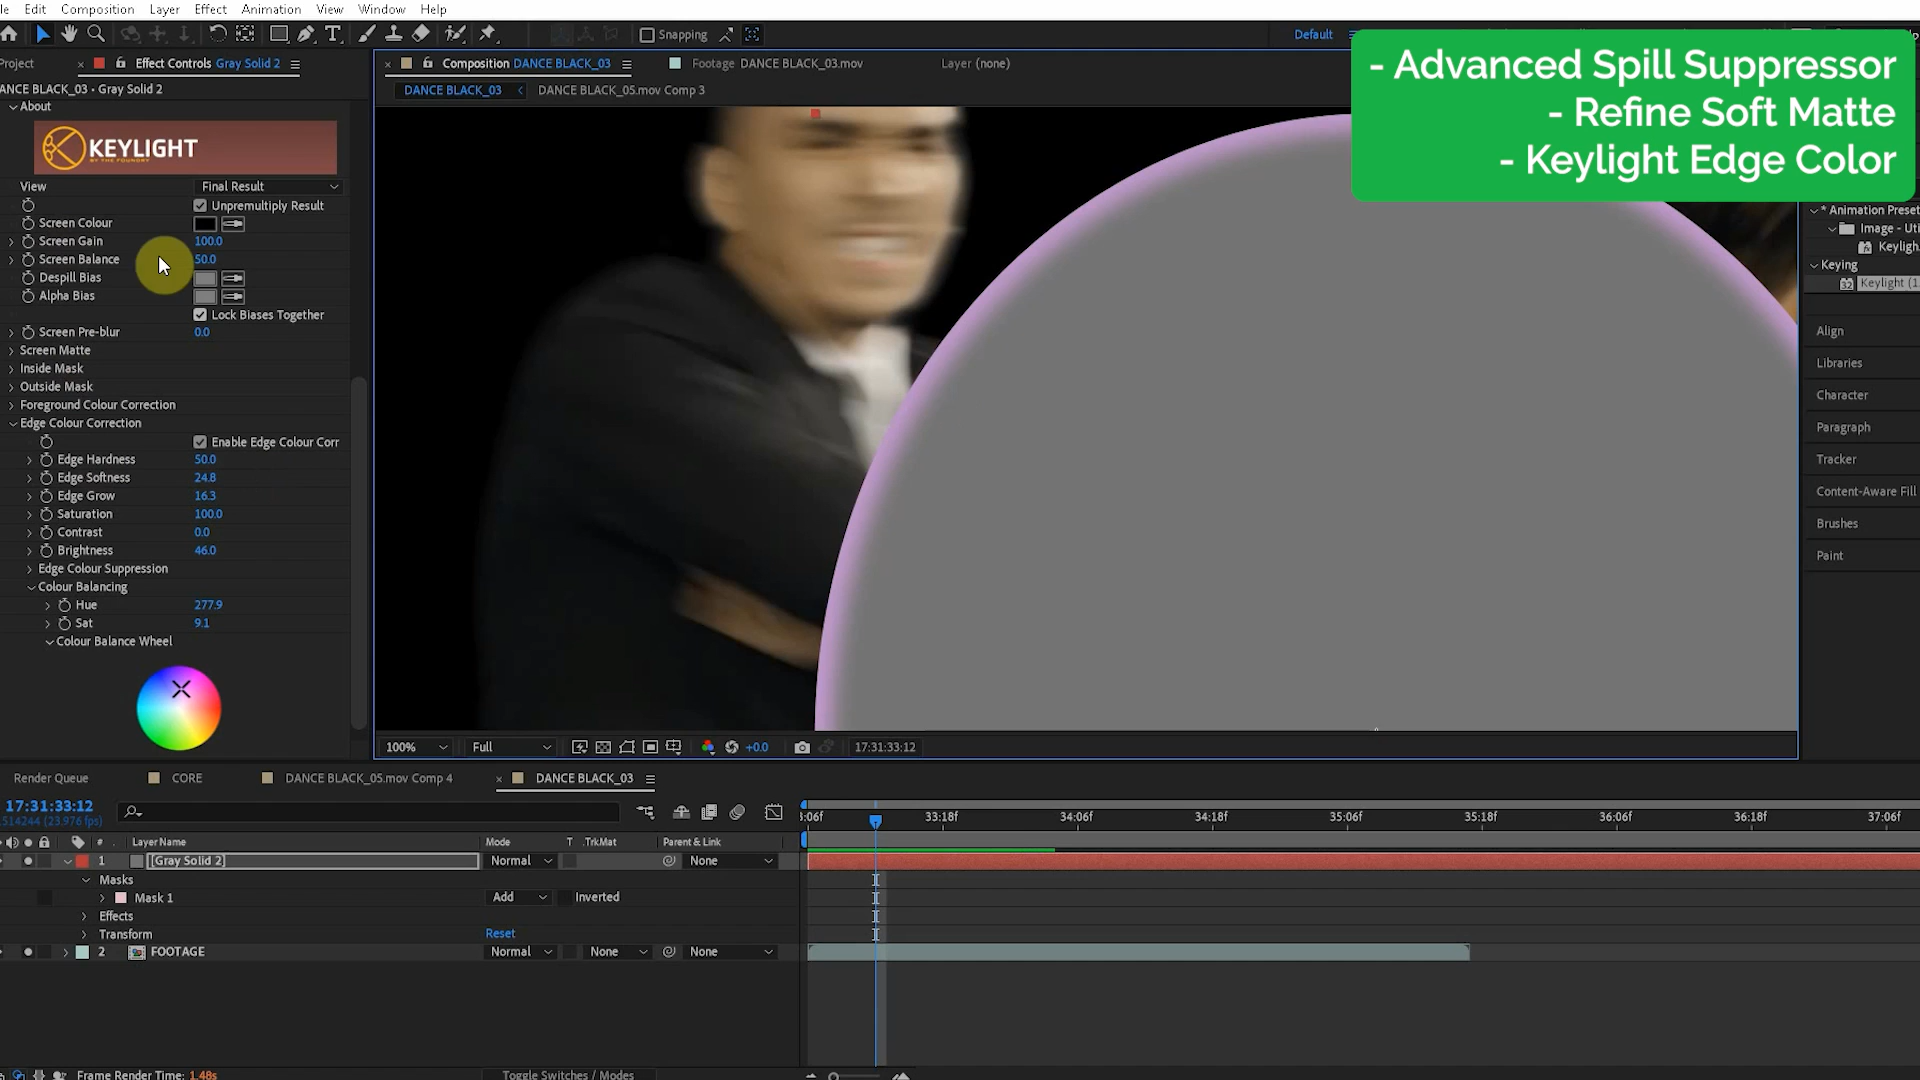 le Edit Composition Layer Effect Animation View Window Help
Snapping
Default
- Advanced Spill Suppressor
- Refine Soft Matte
- Keylight Edge Color
Project × Effect Controls Gray Solid 2
DANCE BLACK_03 • Gray Solid 2
About
KEYLIGHT
BY THE FOUNDRY
View Final Result
Unpremultiply Result
Screen Colour
Screen Gain 100.0
Screen Balance 50.0
Despill Bias
Alpha Bias
Lock Biases Together
Screen Pre-blur 0.0
Screen Matte
Inside Mask
Outside Mask
Foreground Colour Correction
Edge Colour Correction
Enable Edge Colour Corr
Edge Hardness 50.0
Edge Softness 24.8
Edge Grow 16.3
Saturation 100.0
Contrast 0.0
Brightness 46.0
Edge Colour Suppression
Colour Balancing
Hue 277.9
Sat 9.1
Colour Balance Wheel
× Composition DANCE BLACK_03 Footage DANCE BLACK_03.mov Layer (none)
DANCE BLACK_03 < DANCE BLACK_05.mov Comp 3
100% Full +0.0 17:31:33:12
* Animation Preset
Image - Uti
Keyligh
Keying
32 Keylight (1.
Align
Libraries
Character
Paragraph
Tracker
Content-Aware Fill
Brushes
Paint
Render Queue CORE DANCE BLACK_05.mov Comp 4 × DANCE BLACK_03
17:31:33:12
514244 (23.976 fps)
:06f 33:18f 34:06f 34:18f 35:06f 35:18f 36:06f 36:18f 37:06f
# Layer Name Mode T .TrkMat Parent & Link
1 [Gray Solid 2] Normal None
Masks
Mask 1 Add Inverted
Effects
Transform Reset
2 FOOTAGE Normal None None
Frame Render Time: 1.48s Toggle Switches / Modes